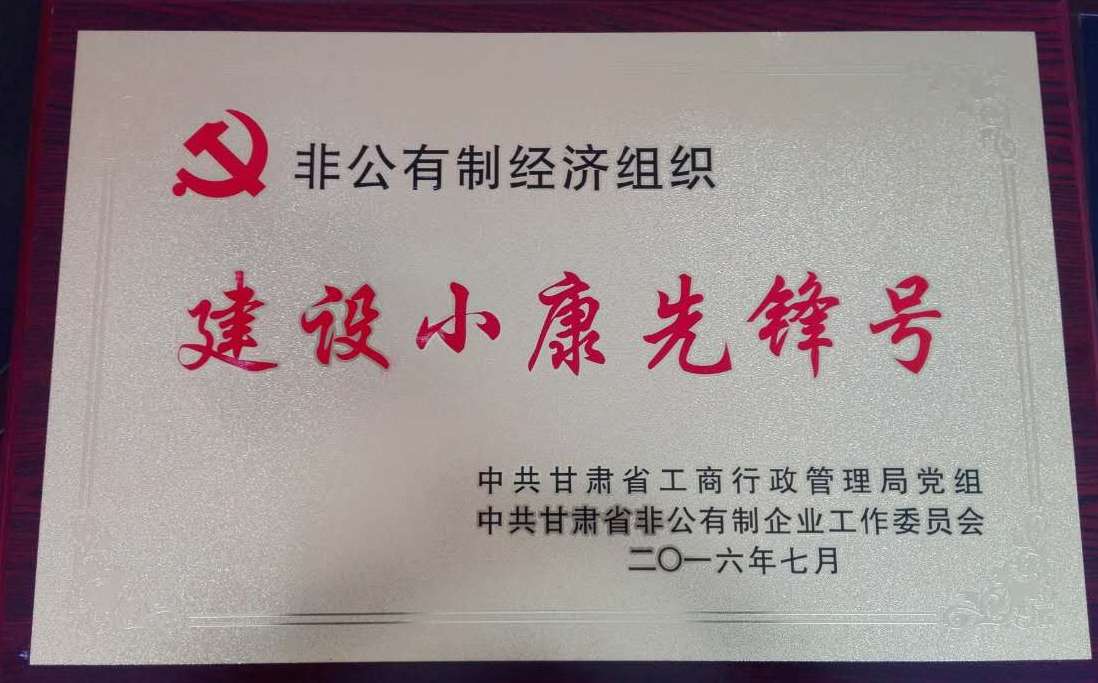 非公有制经济组织
建设小康先锋号
中共甘肃省工商行政管理局党组
中共甘肃省非公有制企业工作委员会
二〇一六年七月